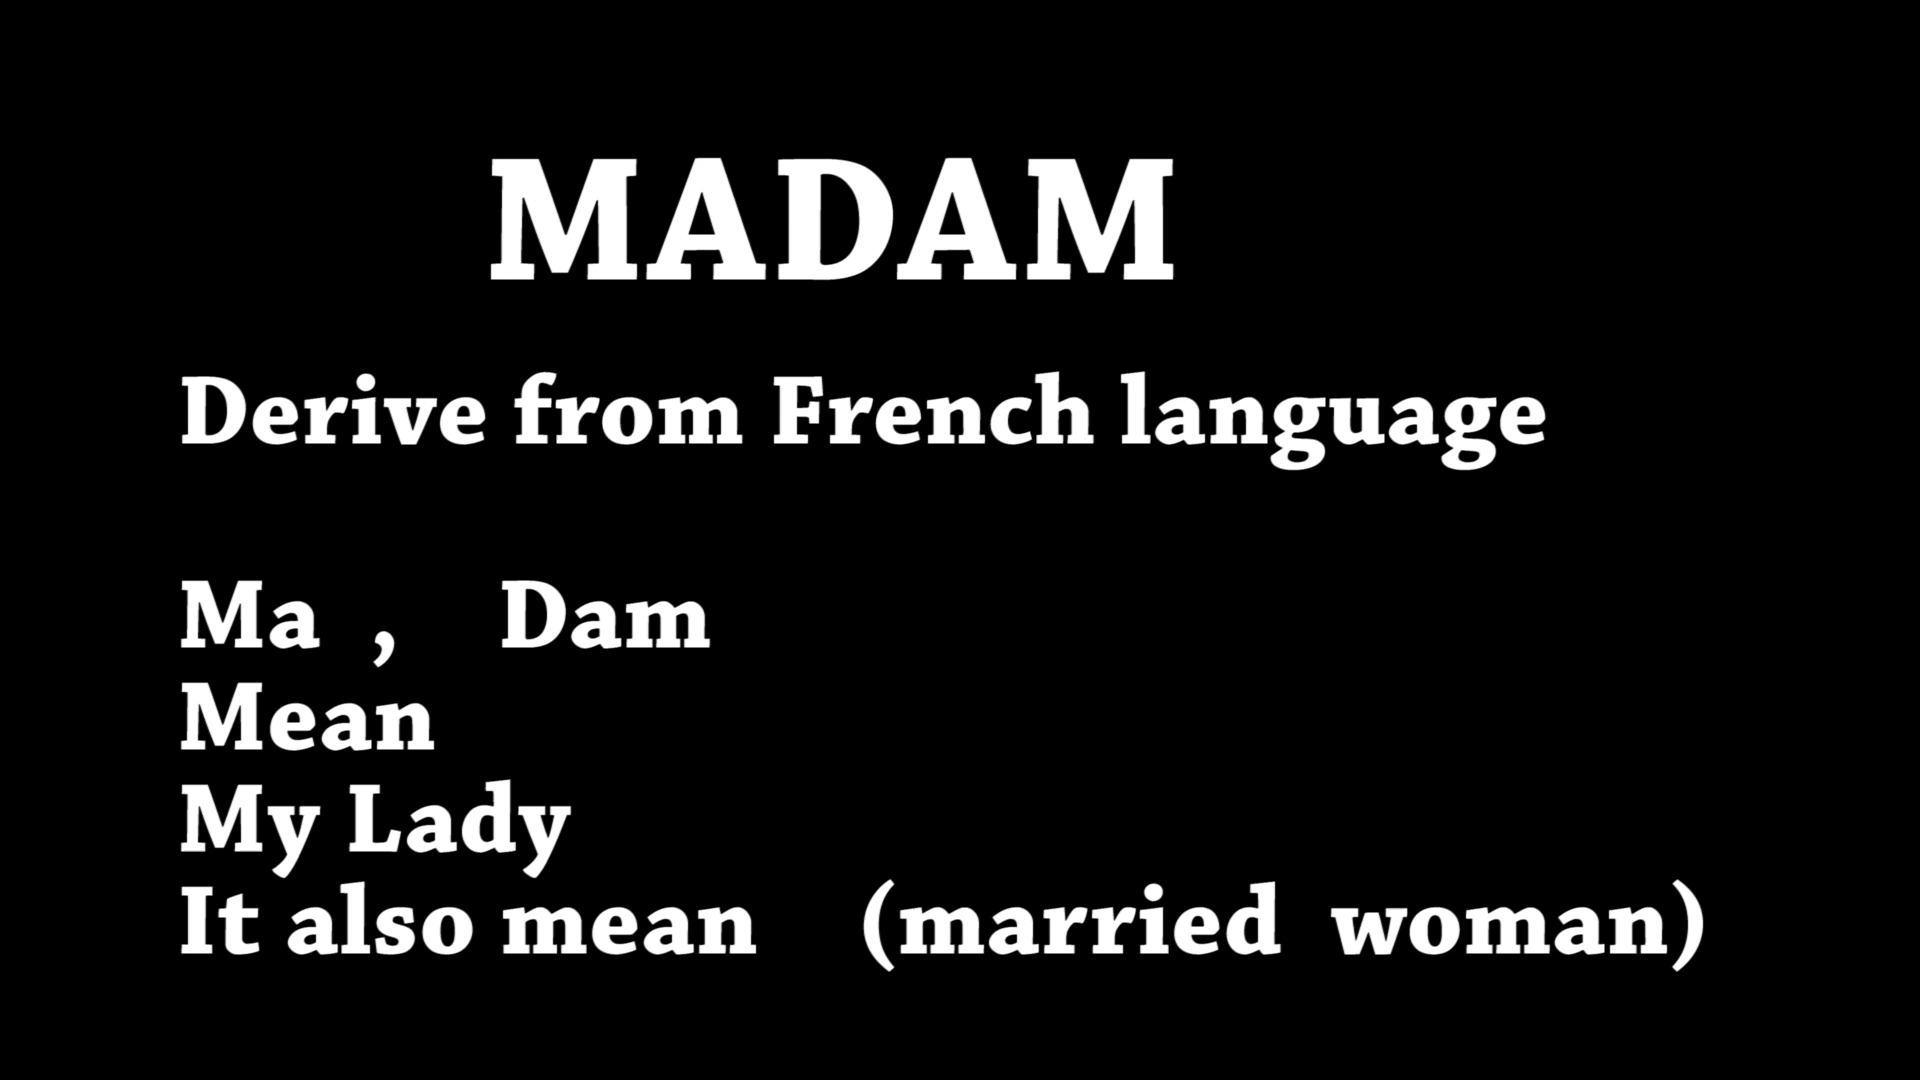 MADAM
Derive from French language
Ma , Dam
Mean
My Lady
It also mean (married woman)